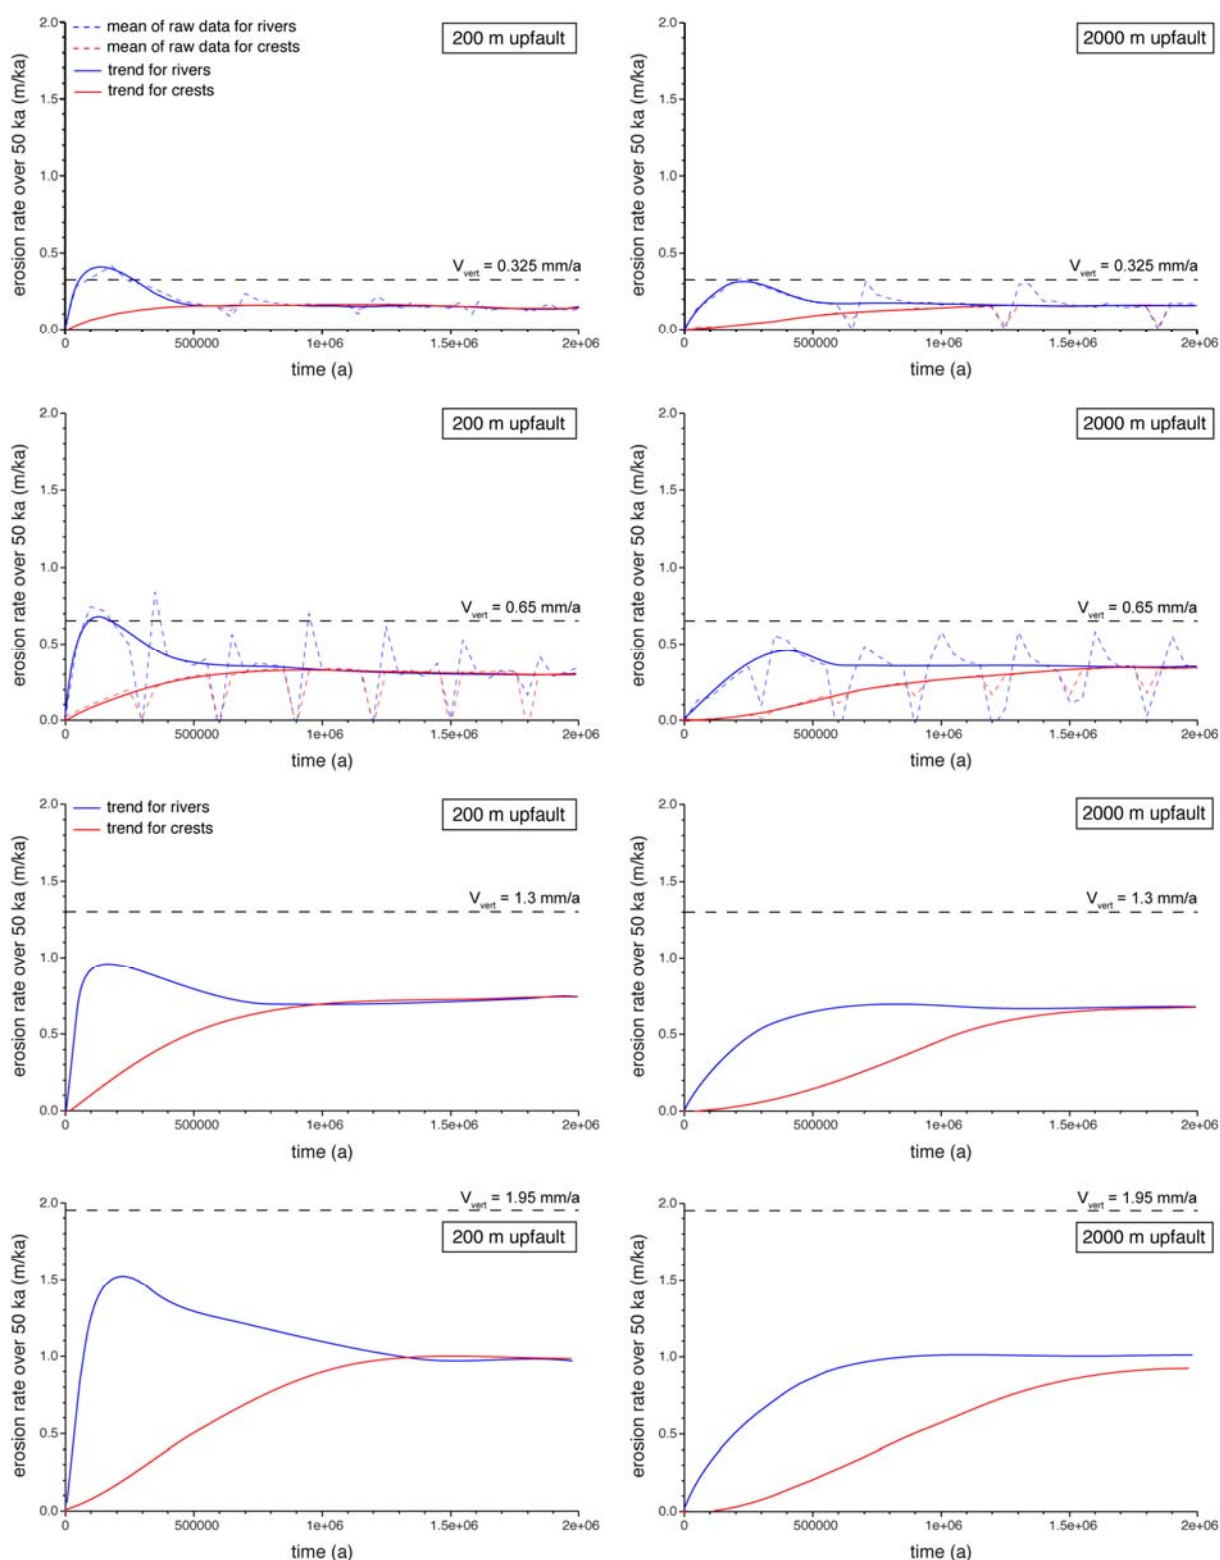 mean of raw data for rivers
mean of raw data for crests
trend for rivers
trend for crests
200 m upfault
V_vert = 0.325 mm/a
erosion rate over 50 ka (m/ka)
2.0
1.5
1.0
0.5
0.0
0 500000 1e+06 1.5e+06 2e+06
time (a)
2000 m upfault
V_vert = 0.325 mm/a
erosion rate over 50 ka (m/ka)
2.0
1.5
1.0
0.5
0.0
0 500000 1e+06 1.5e+06 2e+06
time (a)
200 m upfault
V_vert = 0.65 mm/a
erosion rate over 50 ka (m/ka)
2.0
1.5
1.0
0.5
0.0
0 500000 1e+06 1.5e+06 2e+06
time (a)
2000 m upfault
V_vert = 0.65 mm/a
erosion rate over 50 ka (m/ka)
2.0
1.5
1.0
0.5
0.0
0 500000 1e+06 1.5e+06 2e+06
time (a)
trend for rivers
trend for crests
200 m upfault
V_vert = 1.3 mm/a
erosion rate over 50 ka (m/ka)
2.0
1.5
1.0
0.5
0.0
0 500000 1e+06 1.5e+06 2e+06
time (a)
2000 m upfault
V_vert = 1.3 mm/a
erosion rate over 50 ka (m/ka)
2.0
1.5
1.0
0.5
0.0
0 500000 1e+06 1.5e+06 2e+06
time (a)
V_vert = 1.95 mm/a
200 m upfault
erosion rate over 50 ka (m/ka)
2.0
1.5
1.0
0.5
0.0
0 500000 1e+06 1.5e+06 2e+06
time (a)
V_vert = 1.95 mm/a
2000 m upfault
erosion rate over 50 ka (m/ka)
2.0
1.5
1.0
0.5
0.0
0 500000 1e+06 1.5e+06 2e+06
time (a)